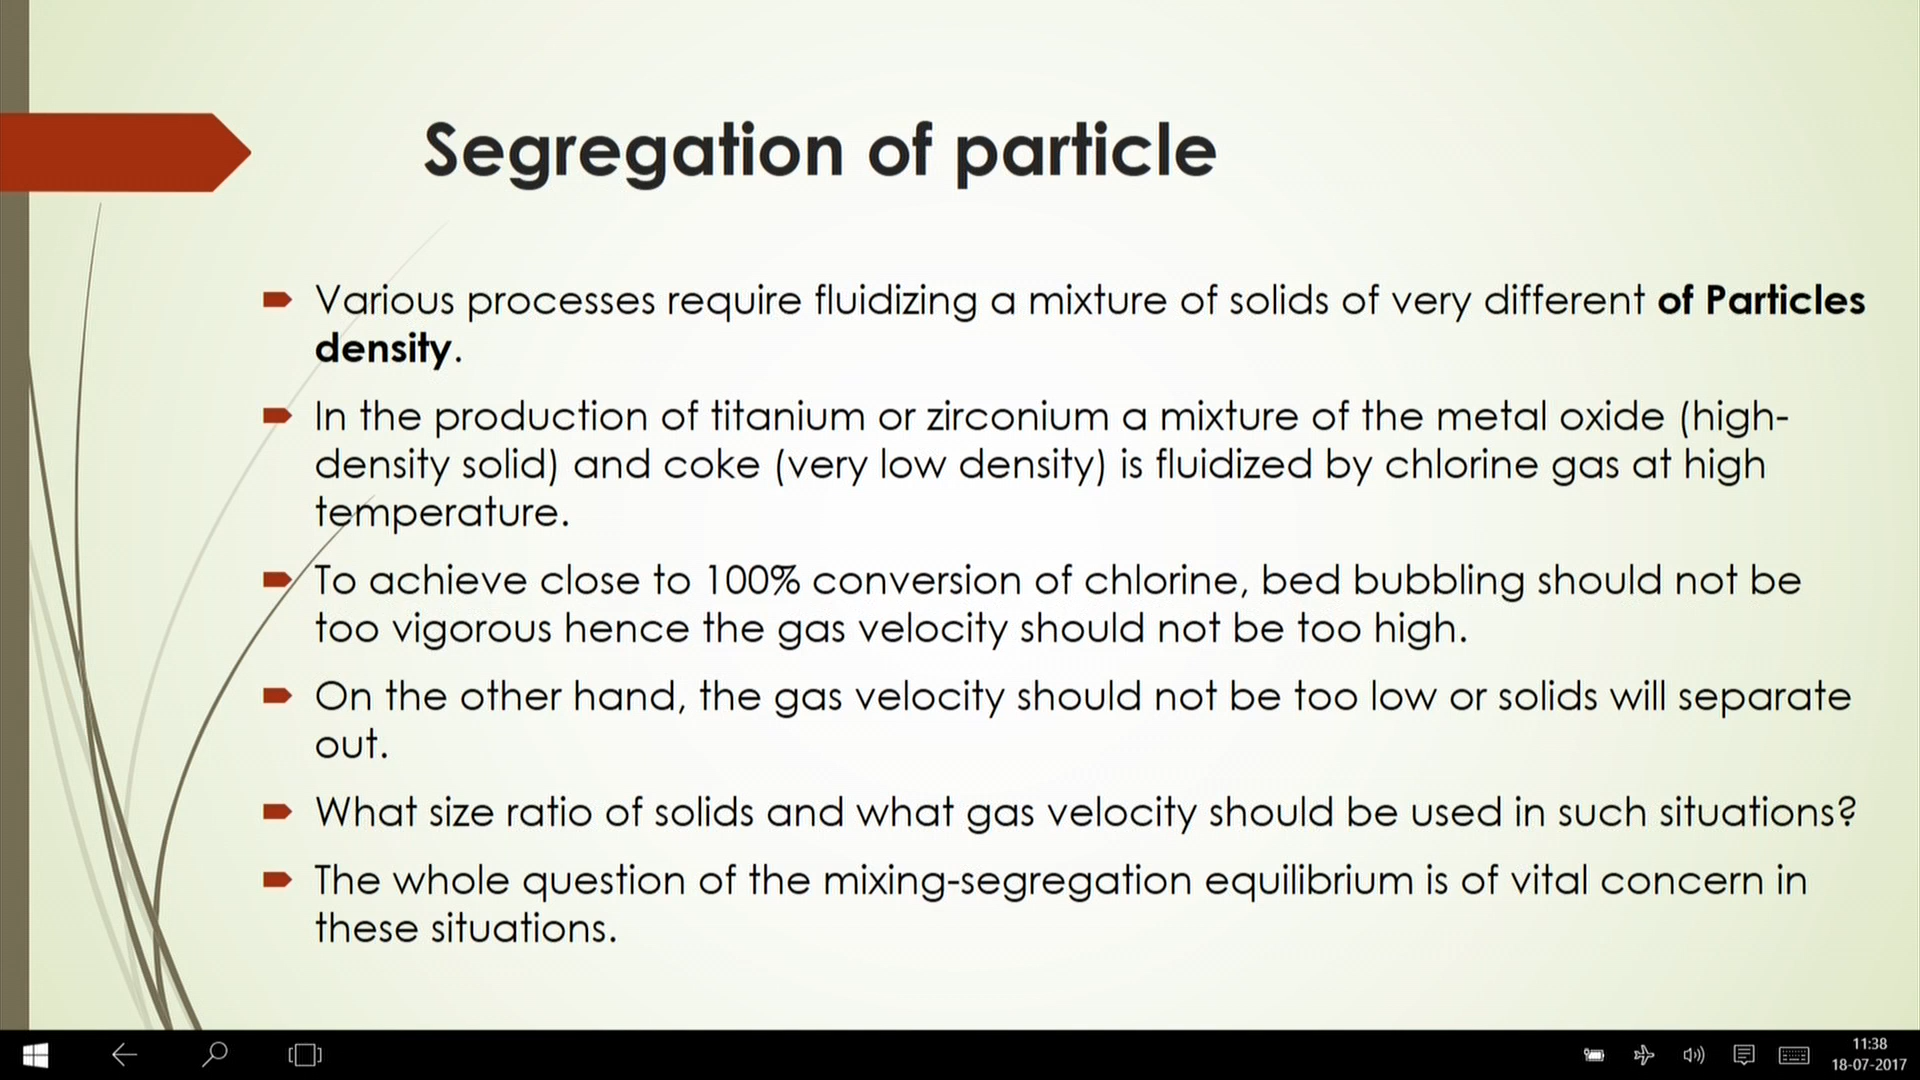 Segregation of particle
Various processes require fluidizing a mixture of solids of very different of Particles
density.
In the production of titanium or zirconium a mixture of the metal oxide (high-
density solid) and coke (very low density) is fluidized by chlorine gas at high
temperature.
To achieve close to 100% conversion of chlorine, bed bubbling should not be
too vigorous hence the gas velocity should not be too high.
On the other hand, the gas velocity should not be too low or solids will separate
out.
What size ratio of solids and what gas velocity should be used in such situations?
The whole question of the mixing-segregation equilibrium is of vital concern in
these situations.
11:38
18-07-2017